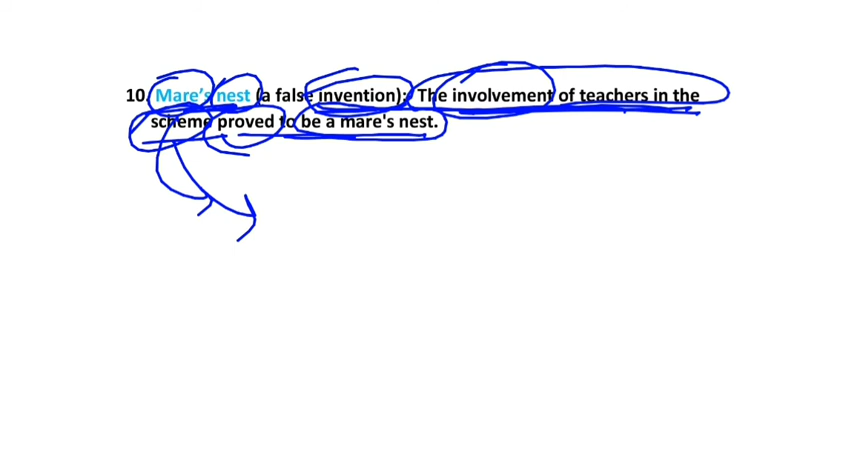 10. Mare's nest (a false invention); The involvement of teachers in the
scheme proved to be a mare's nest.